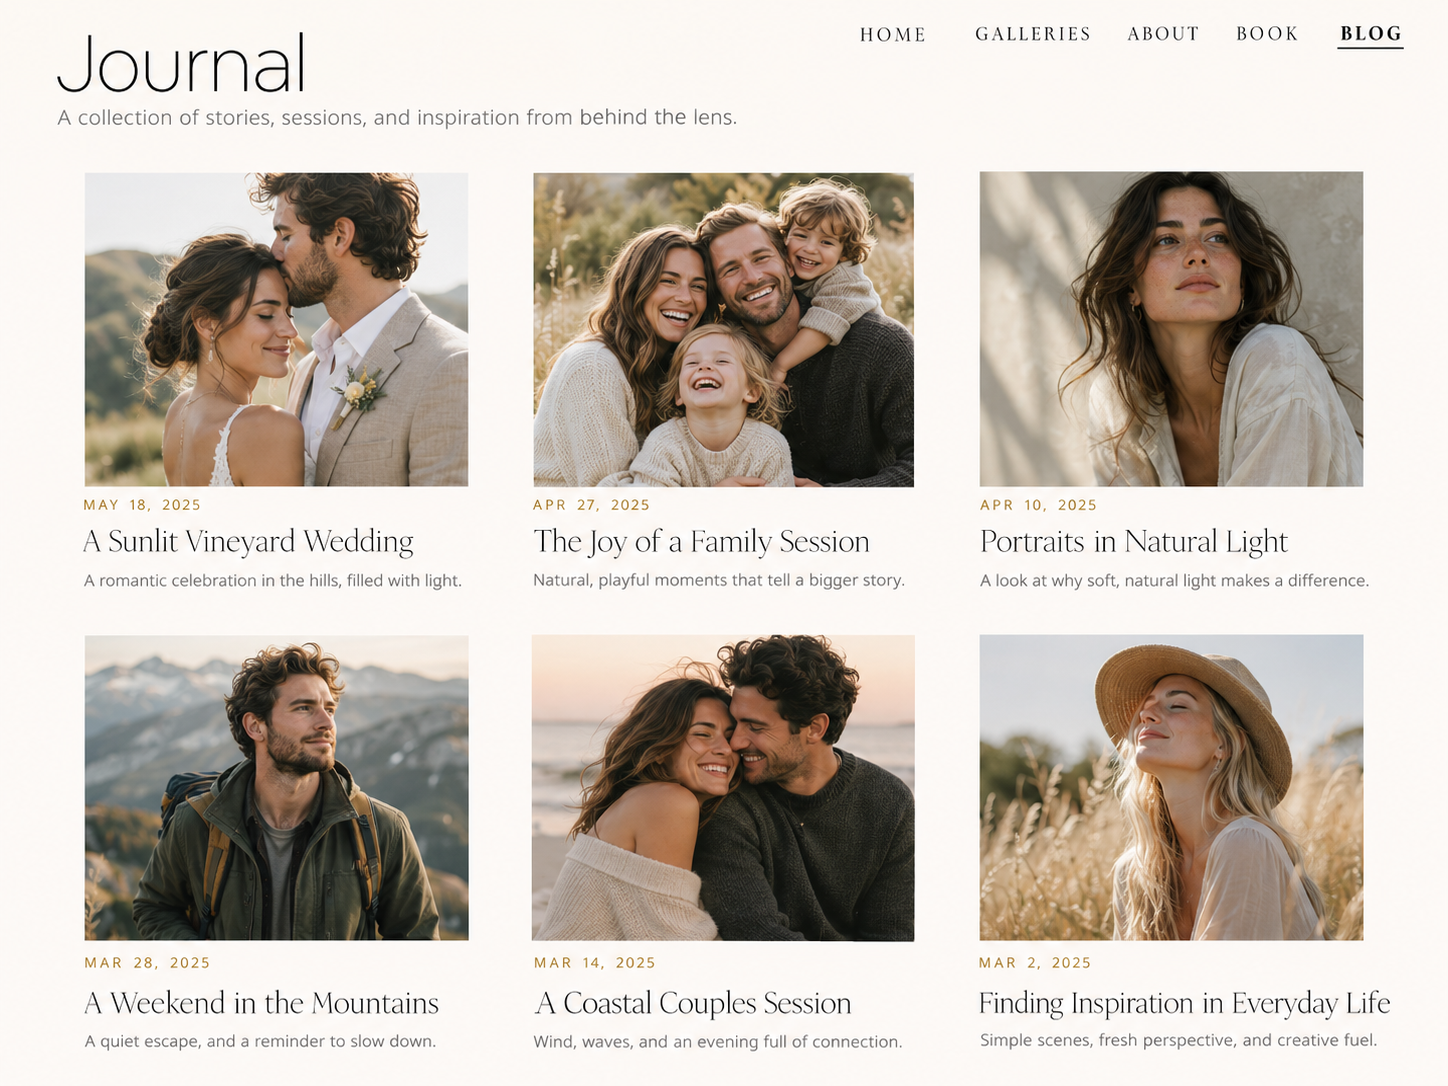 Journal
HOME GALLERIES ABOUT BOOK BLOG
A collection of stories, sessions, and inspiration from behind the lens.
MAY 18, 2025
A Sunlit Vineyard Wedding
A romantic celebration in the hills, filled with light.
APR 27, 2025
The Joy of a Family Session
Natural, playful moments that tell a bigger story.
APR 10, 2025
Portraits in Natural Light
A look at why soft, natural light makes a difference.
MAR 28, 2025
A Weekend in the Mountains
A quiet escape, and a reminder to slow down.
MAR 14, 2025
A Coastal Couples Session
Wind, waves, and an evening full of connection.
MAR 2, 2025
Finding Inspiration in Everyday Life
Simple scenes, fresh perspective, and creative fuel.